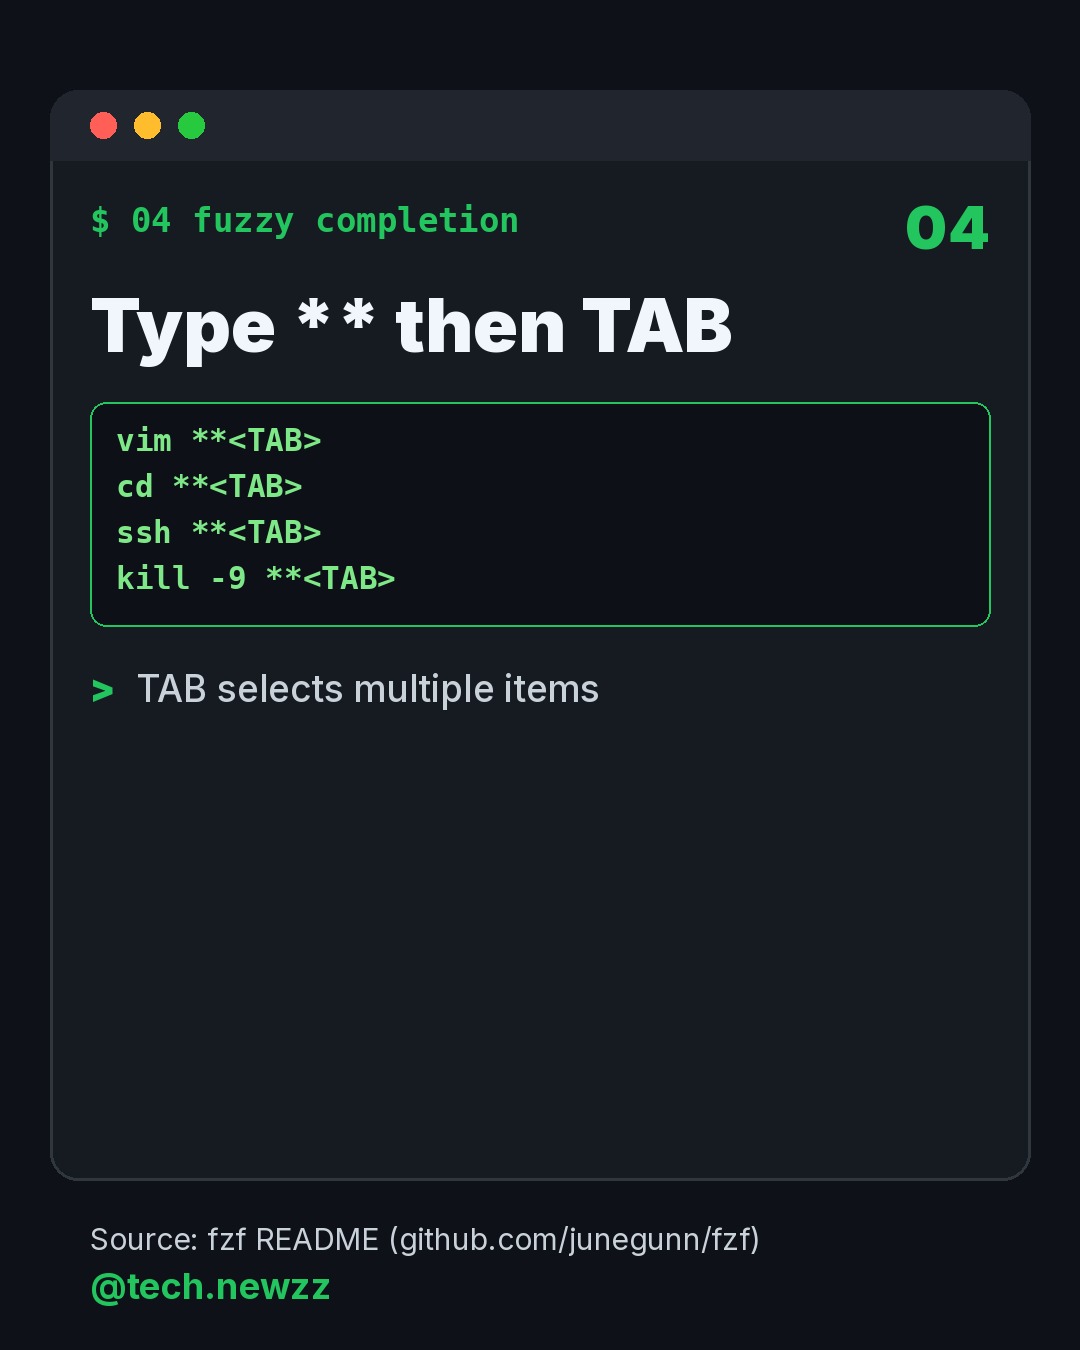 $ 04 fuzzy completion
04
Type ** then TAB
vim **<TAB>
cd **<TAB>
ssh **<TAB>
kill -9 **<TAB>
> TAB selects multiple items
Source: fzf README (github.com/junegunn/fzf)
@tech.newzz